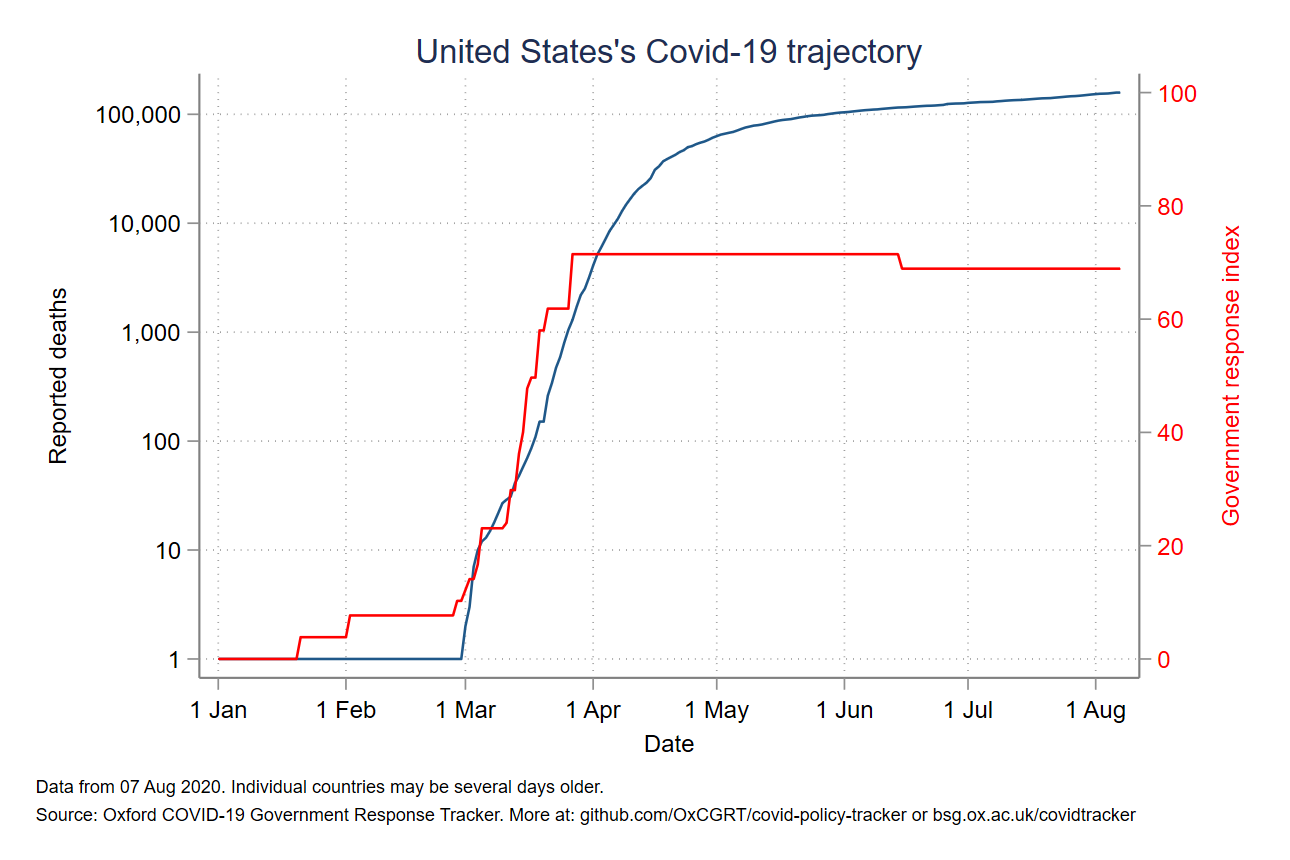 United States's Covid-19 trajectory
100,000
10,000
1,000
100
10
1
Reported deaths
100
80
60
40
20
0
Government response index
1 Jan 1 Feb 1 Mar 1 Apr 1 May 1 Jun 1 Jul 1 Aug
Date
Data from 07 Aug 2020. Individual countries may be several days older.
Source: Oxford COVID-19 Government Response Tracker. More at: github.com/OxCGRT/covid-policy-tracker or bsg.ox.ac.uk/covidtracker